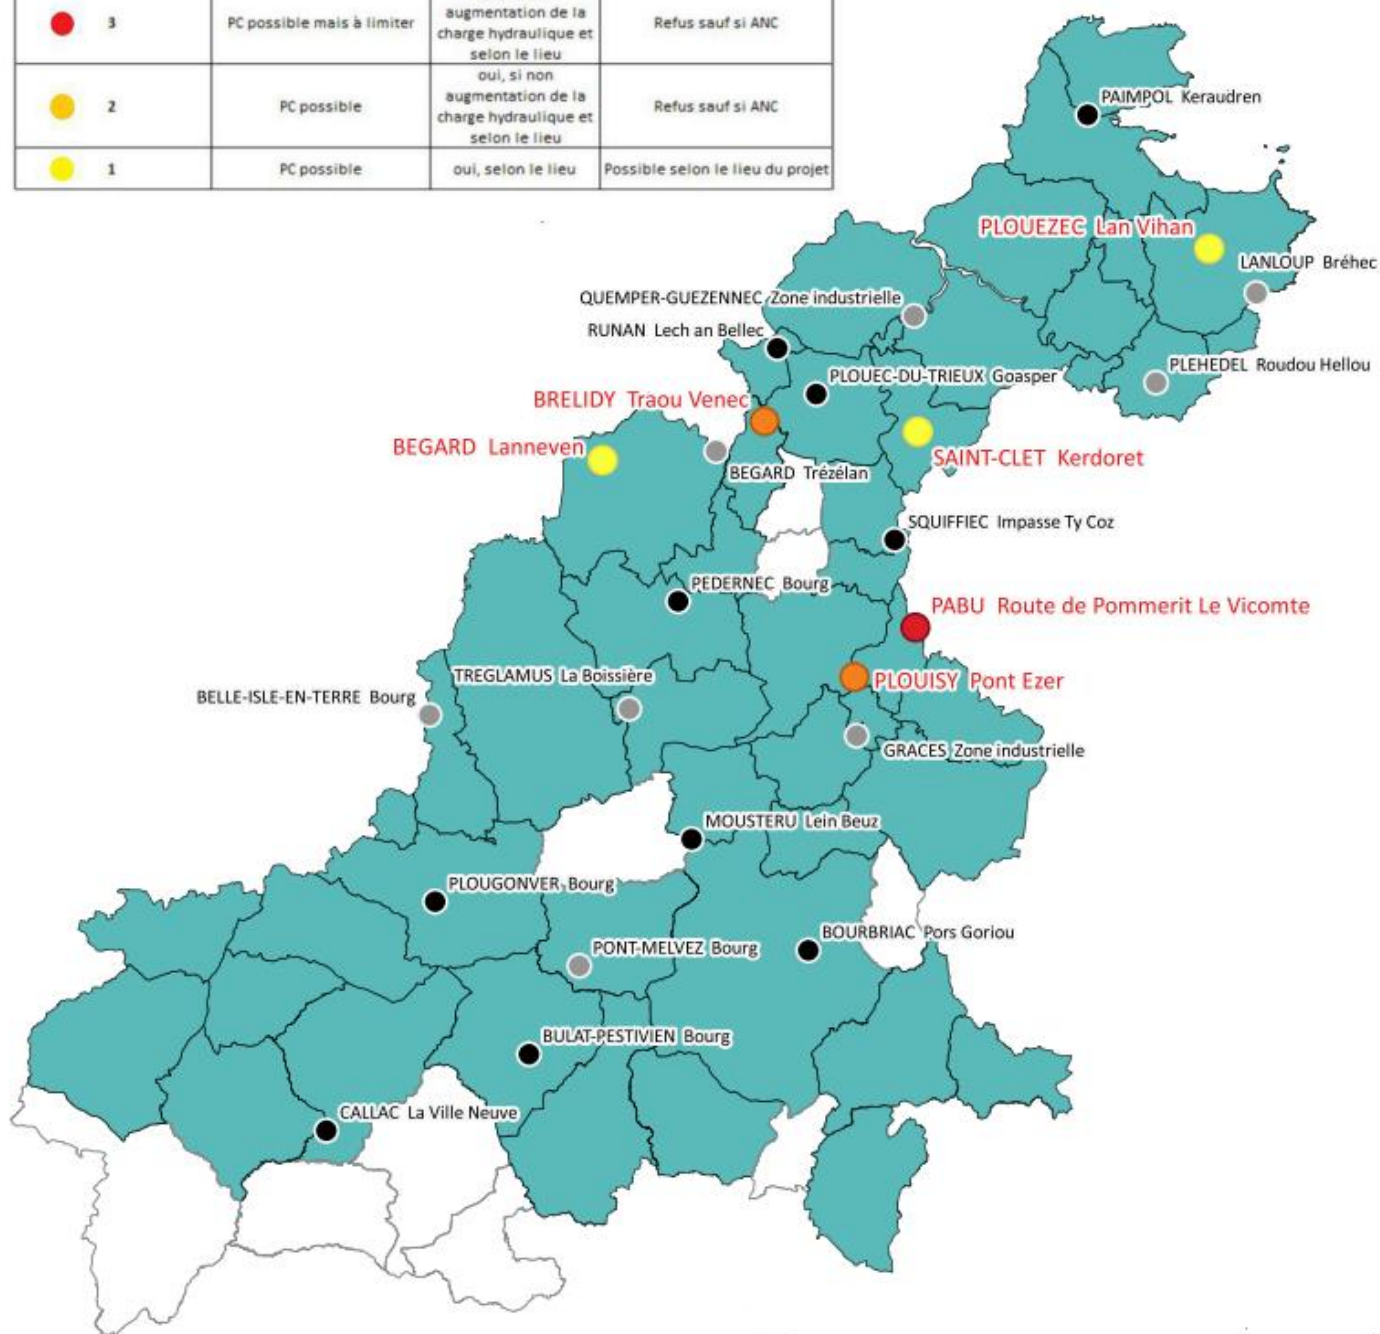 3
PC possible mais à limiter
augmentation de la
charge hydraulique et
selon le lieu
Refus sauf si ANC
2
PC possible
oui, si non
augmentation de la
charge hydraulique et
selon le lieu
Refus sauf si ANC
1
PC possible
oui, selon le lieu
Possible selon le lieu du projet
PAIMPOL Keraudren
PLOUEZEC Lan Vihan
LANLOUP Bréhec
QUEMPER-GUEZENNEC Zone industrielle
RUNAN Lech an Bellec
PLEHEDEL Roudou Hellou
PLOUEC-DU-TRIEUX Goasper
BRELIDY Traou Venec
BEGARD Lanneven
SAINT-CLET Kerdoret
BEGARD Trézélan
SQUIFFIEC Impasse Ty Coz
PEDERNEC Bourg
PABU Route de Pommerit Le Vicomte
TREGLAMUS La Boissière
PLOUISY Pont Ezer
BELLE-ISLE-EN-TERRE Bourg
GRACES Zone industrielle
MOUSTERU Lein Beuz
PLOUGONVER Bourg
BOURBRIAC Pors Goriou
PONT-MELVEZ Bourg
BULAT-PESTIVIEN Bourg
CALLAC La Ville Neuve